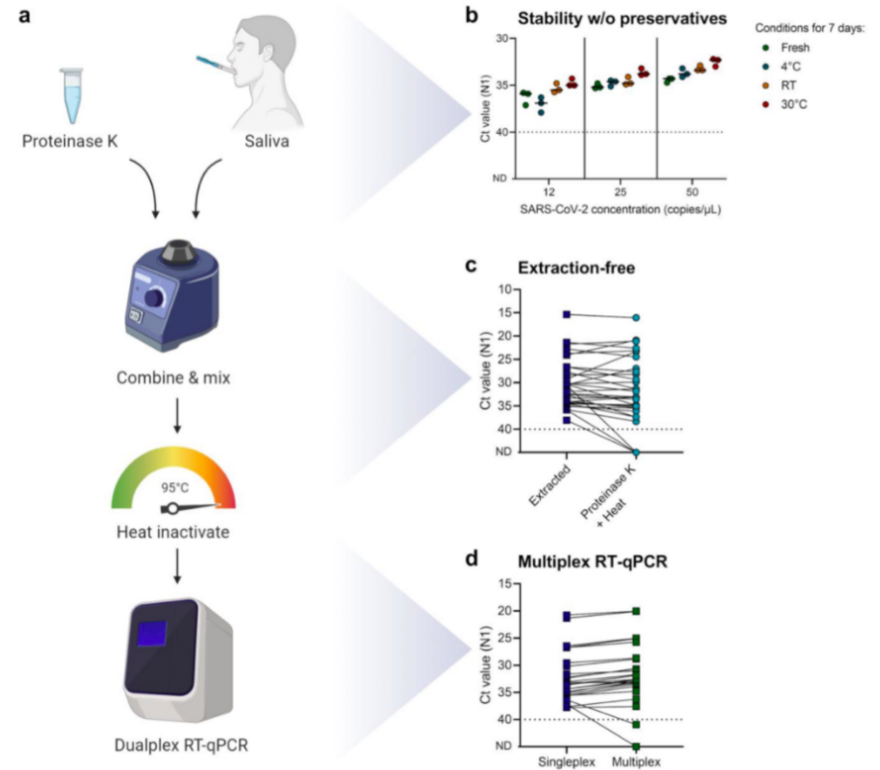 a
Proteinase K
Saliva
Combine & mix
95°C
Heat inactivate
Dualplex RT-qPCR
b
Stability w/o preservatives
Ct value (N1)
30
35
40
ND
12
25
50
SARS-CoV-2 concentration (copies/µL)
Conditions for 7 days:
Fresh
4°C
RT
30°C
c
Extraction-free
Ct value (N1)
10
15
20
25
30
35
40
ND
Extracted
Proteinase K
+ Heat
d
Multiplex RT-qPCR
Ct value (N1)
15
20
25
30
35
40
ND
Singleplex
Multiplex